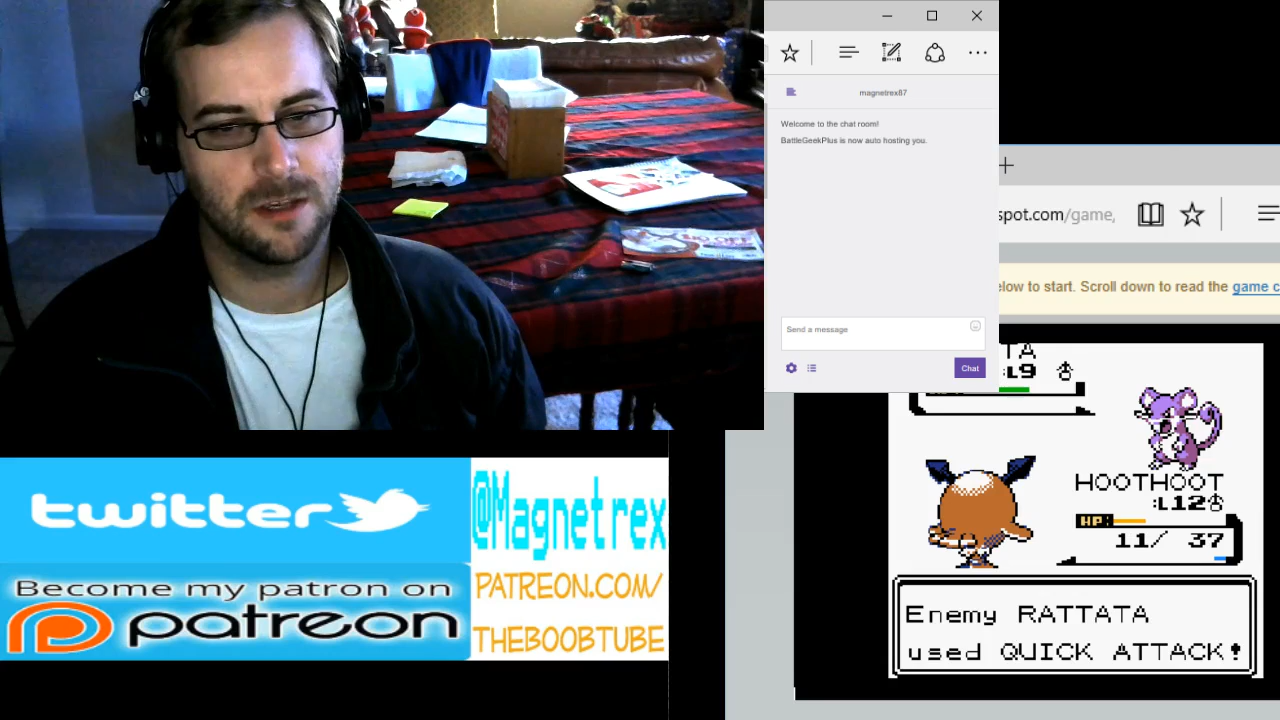 magnetrex87
Welcome to the chat room!
BattleGeekPlus is now auto hosting you.
Send a message
Chat
spot.com/game,
elow to start. Scroll down to read the game c
TA
:L9
HOOTHOOT
:L12
HP:
11/ 37
Enemy RATTATA
used QUICK ATTACK!
twitter
@Magnetrex
Become my patron on
patreon
PATREON.COM/
THEBOOBTUBE